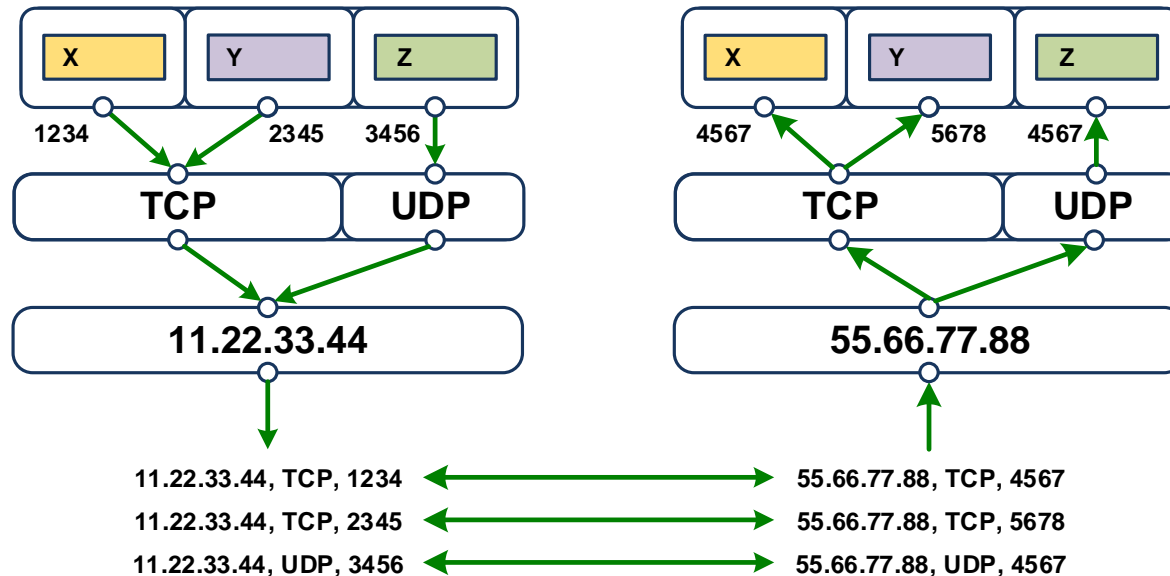 X Y Z X Y Z
1234 2345 3456 4567 5678 4567
TCP UDP TCP UDP
11.22.33.44 55.66.77.88
11.22.33.44, TCP, 1234 55.66.77.88, TCP, 4567
11.22.33.44, TCP, 2345 55.66.77.88, TCP, 5678
11.22.33.44, UDP, 3456 55.66.77.88, UDP, 4567